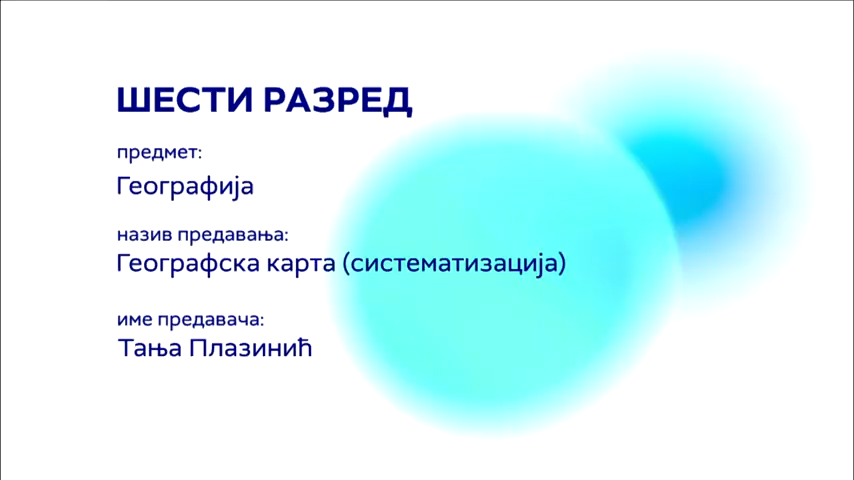 ШЕСТИ РАЗРЕД
предмет:
Географија
назив предавања:
Географска карта (систематизација)
име предавача:
Тања Плазинић